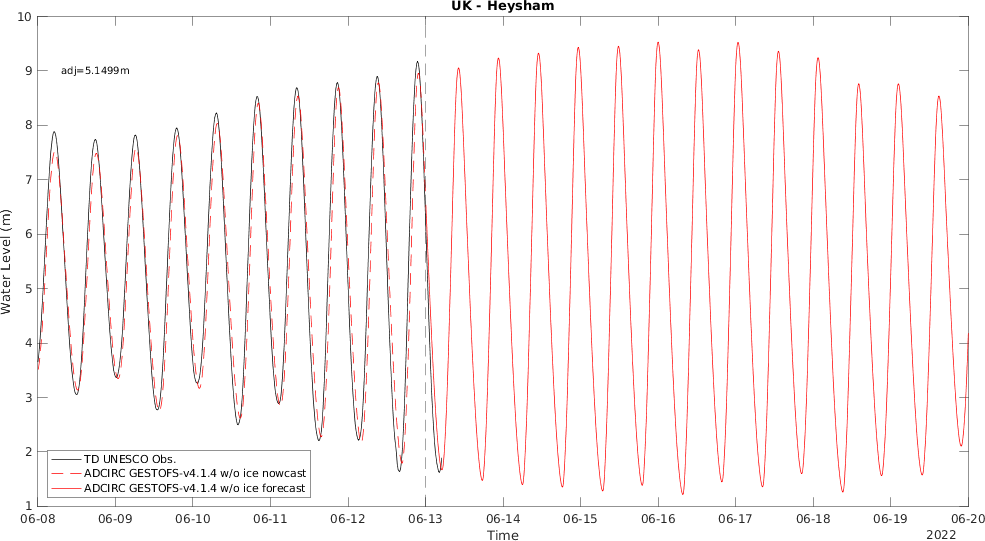 UK - Heysham
10
9
8
7
6
5
4
3
2
1
Water Level (m)
adj=5.1499m
TD UNESCO Obs.
ADCIRC GESTOFS-v4.1.4 w/o ice nowcast
ADCIRC GESTOFS-v4.1.4 w/o ice forecast
06-08 06-09 06-10 06-11 06-12 06-13 06-14 06-15 06-16 06-17 06-18 06-19 06-20
Time
2022